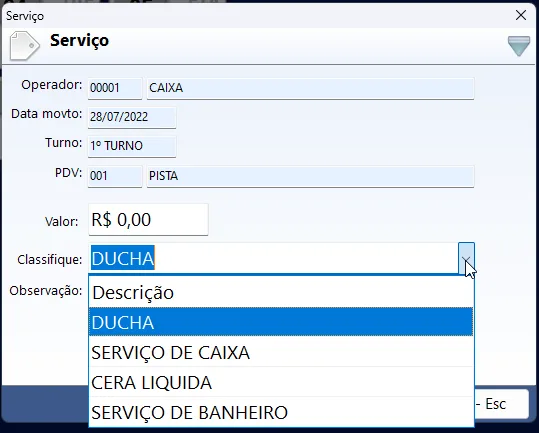 Serviço
Serviço
Operador: 00001 CAIXA
Data movto: 28/07/2022
Turno: 1º TURNO
PDV: 001 PISTA
Valor: R$ 0,00
Classifique: DUCHA
Observação:
Descrição
DUCHA
SERVIÇO DE CAIXA
CERA LIQUIDA
SERVIÇO DE BANHEIRO
- Esc